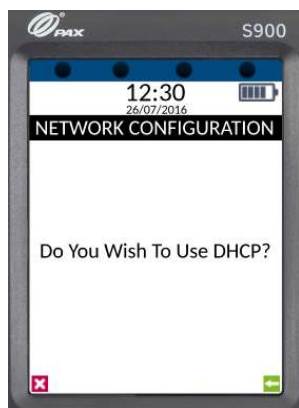 PAX S900
12:30
26/07/2016
NETWORK CONFIGURATION
Do You Wish To Use DHCP?